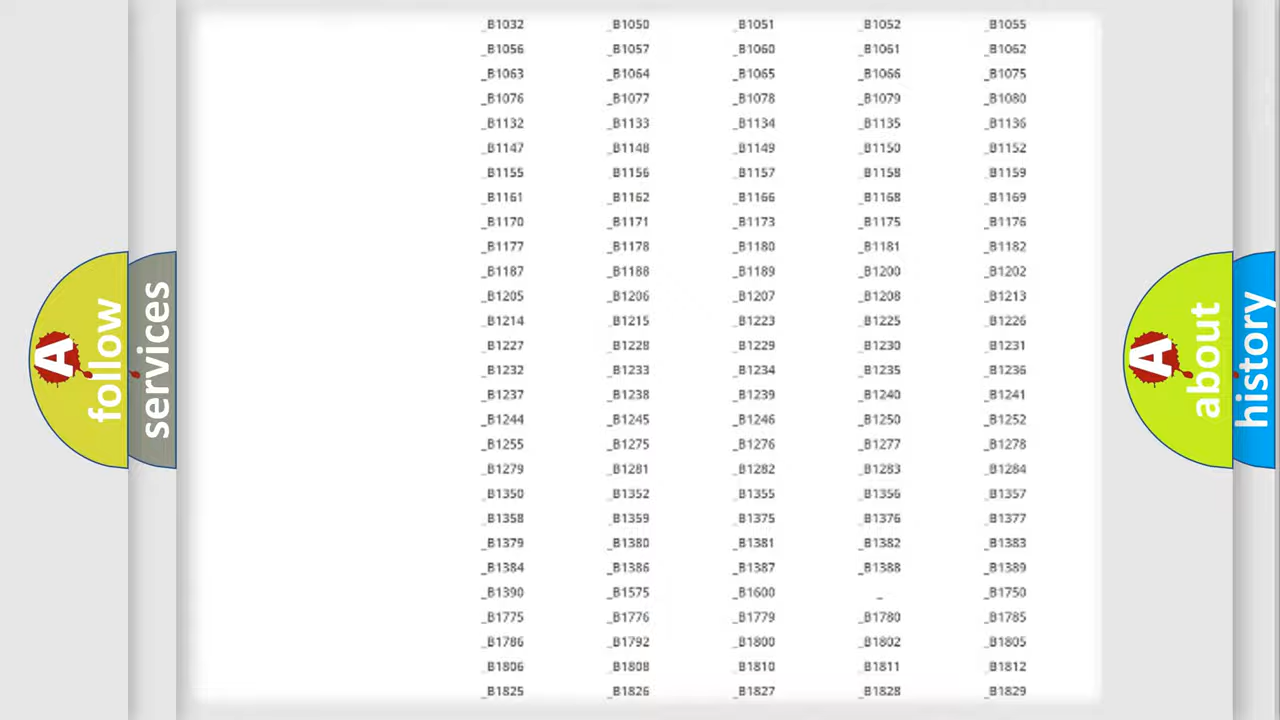 _B1032 _B1050 _B1051 _B1052 _B1055
_B1056 _B1057 _B1060 _B1061 _B1062
_B1063 _B1064 _B1065 _B1066 _B1075
_B1076 _B1077 _B1078 _B1079 _B1080
_B1132 _B1133 _B1134 _B1135 _B1136
_B1147 _B1148 _B1149 _B1150 _B1152
_B1155 _B1156 _B1157 _B1158 _B1159
_B1161 _B1162 _B1166 _B1168 _B1169
_B1170 _B1171 _B1173 _B1175 _B1176
_B1177 _B1178 _B1180 _B1181 _B1182
_B1187 _B1188 _B1189 _B1200 _B1202
_B1205 _B1206 _B1207 _B1208 _B1213
_B1214 _B1215 _B1223 _B1225 _B1226
_B1227 _B1228 _B1229 _B1230 _B1231
_B1232 _B1233 _B1234 _B1235 _B1236
_B1237 _B1238 _B1239 _B1240 _B1241
_B1244 _B1245 _B1246 _B1250 _B1252
_B1255 _B1275 _B1276 _B1277 _B1278
_B1279 _B1281 _B1282 _B1283 _B1284
_B1350 _B1352 _B1355 _B1356 _B1357
_B1358 _B1359 _B1375 _B1376 _B1377
_B1379 _B1380 _B1381 _B1382 _B1383
_B1384 _B1386 _B1387 _B1388 _B1389
_B1390 _B1575 _B1600 _ _B1750
_B1775 _B1776 _B1779 _B1780 _B1785
_B1786 _B1792 _B1800 _B1802 _B1805
_B1806 _B1808 _B1810 _B1811 _B1812
_B1825 _B1826 _B1827 _B1828 _B1829
A follow
services
A about
history